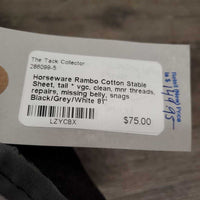 The Tack Collector
286099-5
Horseware Rambo Cotton Stable
Sheet, tail * vgc, clean, mnr threads,
repairs, missing belly, snags
Black/Grey/White 81"
LZYCBX
$75.00